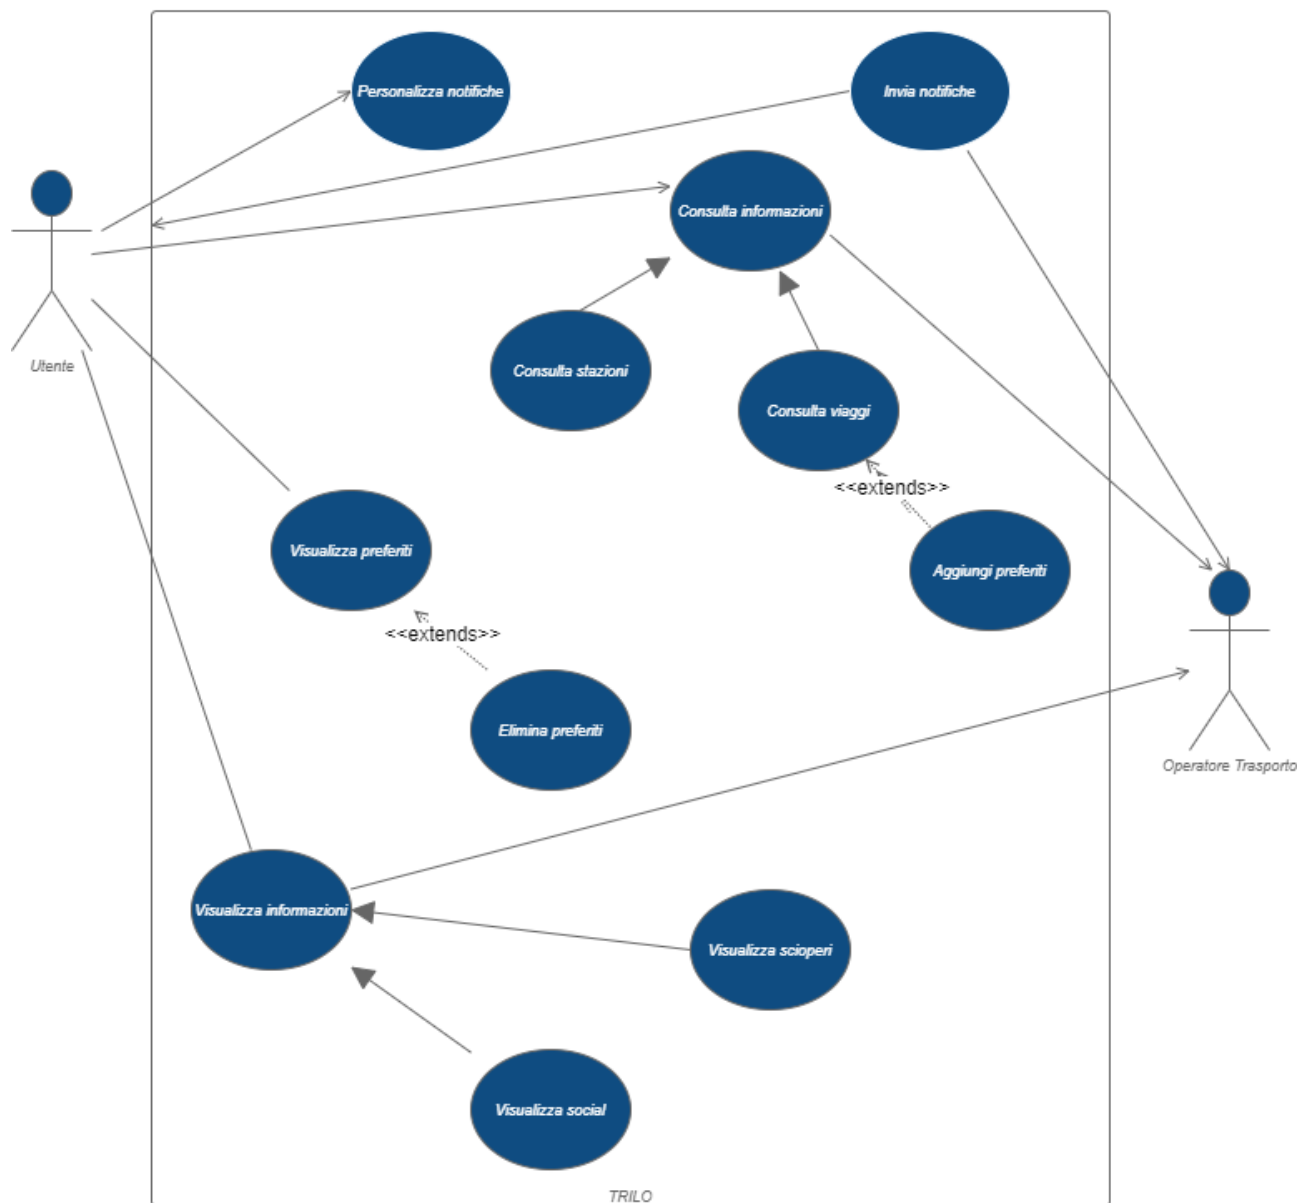 Personalizza notifiche
Invia notifiche
Consulta informazioni
Utente
Consulta stazioni
Consulta viaggi
<<extends>>
Visualizza preferiti
Aggiungi preferiti
<<extends>>
Elimina preferiti
Operatore Trasporto
Visualizza informazioni
Visualizza scioperi
Visualizza social
TRILO